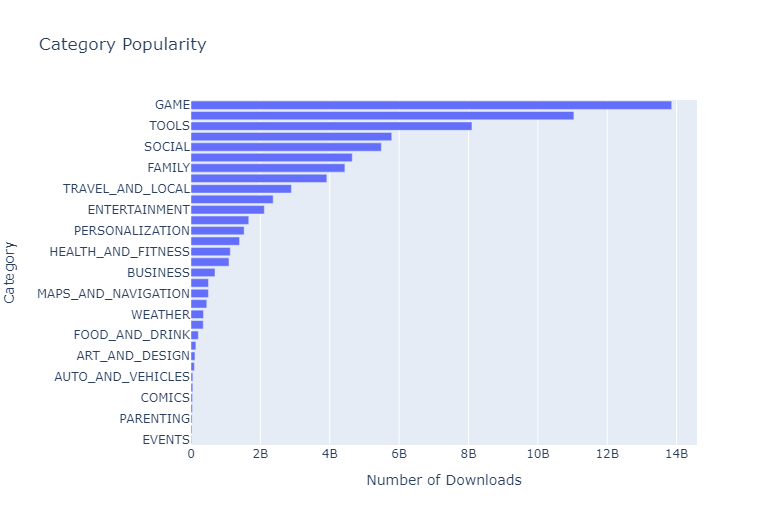 Category Popularity
GAME
TOOLS
SOCIAL
FAMILY
TRAVEL_AND_LOCAL
ENTERTAINMENT
PERSONALIZATION
HEALTH_AND_FITNESS
BUSINESS
MAPS_AND_NAVIGATION
WEATHER
FOOD_AND_DRINK
ART_AND_DESIGN
AUTO_AND_VEHICLES
COMICS
PARENTING
EVENTS
Category
0 2B 4B 6B 8B 10B 12B 14B
Number of Downloads